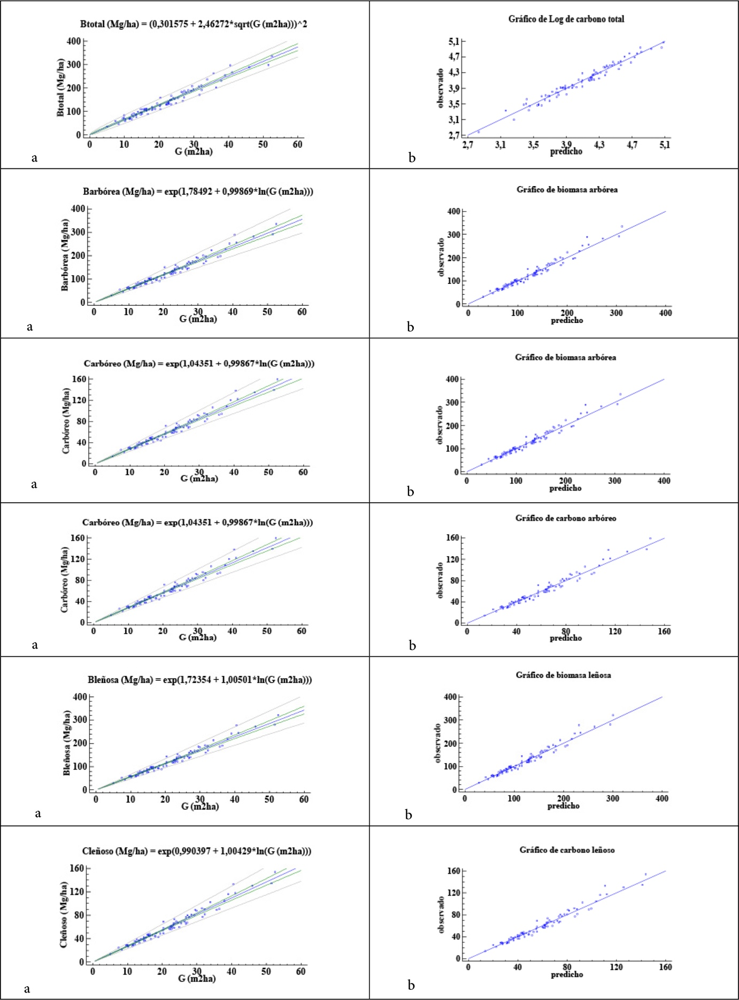 Btotal (Mg/ha) = (0,301575 + 2,46272*sqrt(G (m2ha)))^2
Btotal (Mg/ha)
400
300
200
100
0
0 10 20 30 40 50 60
G (m2ha)
a
Gráfico de Log de carbono total
observado
5,1
4,7
4,3
3,9
3,5
3,1
2,7
2,7 3,1 3,5 3,9 4,3 4,7 5,1
predicho
b
Barbórea (Mg/ha) = exp(1,78492 + 0,99869*ln(G (m2ha)))
Barbórea (Mg/ha)
400
300
200
100
0
0 10 20 30 40 50 60
G (m2ha)
a
Gráfico de biomasa arbórea
observado
400
300
200
100
0
0 100 200 300 400
predicho
b
Carbóreo (Mg/ha) = exp(1,04351 + 0,99867*ln(G (m2ha)))
Carbóreo (Mg/ha)
160
120
80
40
0
0 10 20 30 40 50 60
G (m2ha)
a
Gráfico de biomasa arbórea
observado
400
300
200
100
0
0 100 200 300 400
predicho
b
Carbóreo (Mg/ha) = exp(1,04351 + 0,99867*ln(G (m2ha)))
Carbóreo (Mg/ha)
160
120
80
40
0
0 10 20 30 40 50 60
G (m2ha)
a
Gráfico de carbono arbóreo
observado
160
120
80
40
0
0 40 80 120 160
predicho
b
Bleñosa (Mg/ha) = exp(1,72354 + 1,00501*ln(G (m2ha)))
Bleñosa (Mg/ha)
400
300
200
100
0
0 10 20 30 40 50 60
G (m2ha)
a
Gráfico de biomasa leñosa
observado
400
300
200
100
0
0 100 200 300 400
predicho
b
Cleñoso (Mg/ha) = exp(0,990397 + 1,00429*ln(G (m2ha)))
Cleñoso (Mg/ha)
160
120
80
40
0
0 10 20 30 40 50 60
G (m2ha)
a
Gráfico de carbono leñoso
observado
160
120
80
40
0
0 40 80 120 160
predicho
b